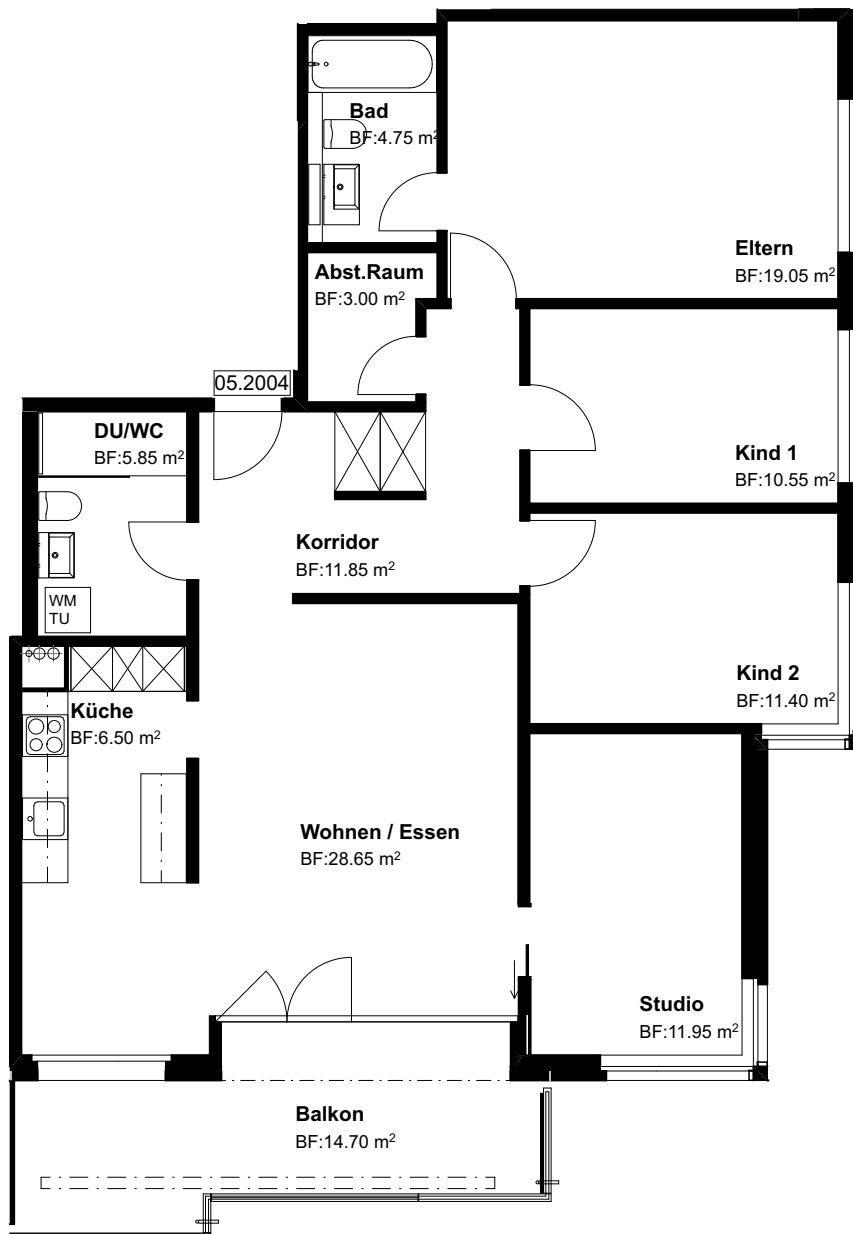 Bad
BF:4.75 m²
Eltern
BF:19.05 m²
Abst.Raum
BF:3.00 m²
05.2004
DU/WC
BF:5.85 m²
Kind 1
BF:10.55 m²
Korridor
BF:11.85 m²
WM
TU
Kind 2
BF:11.40 m²
Küche
BF:6.50 m²
Wohnen / Essen
BF:28.65 m²
Studio
BF:11.95 m²
Balkon
BF:14.70 m²